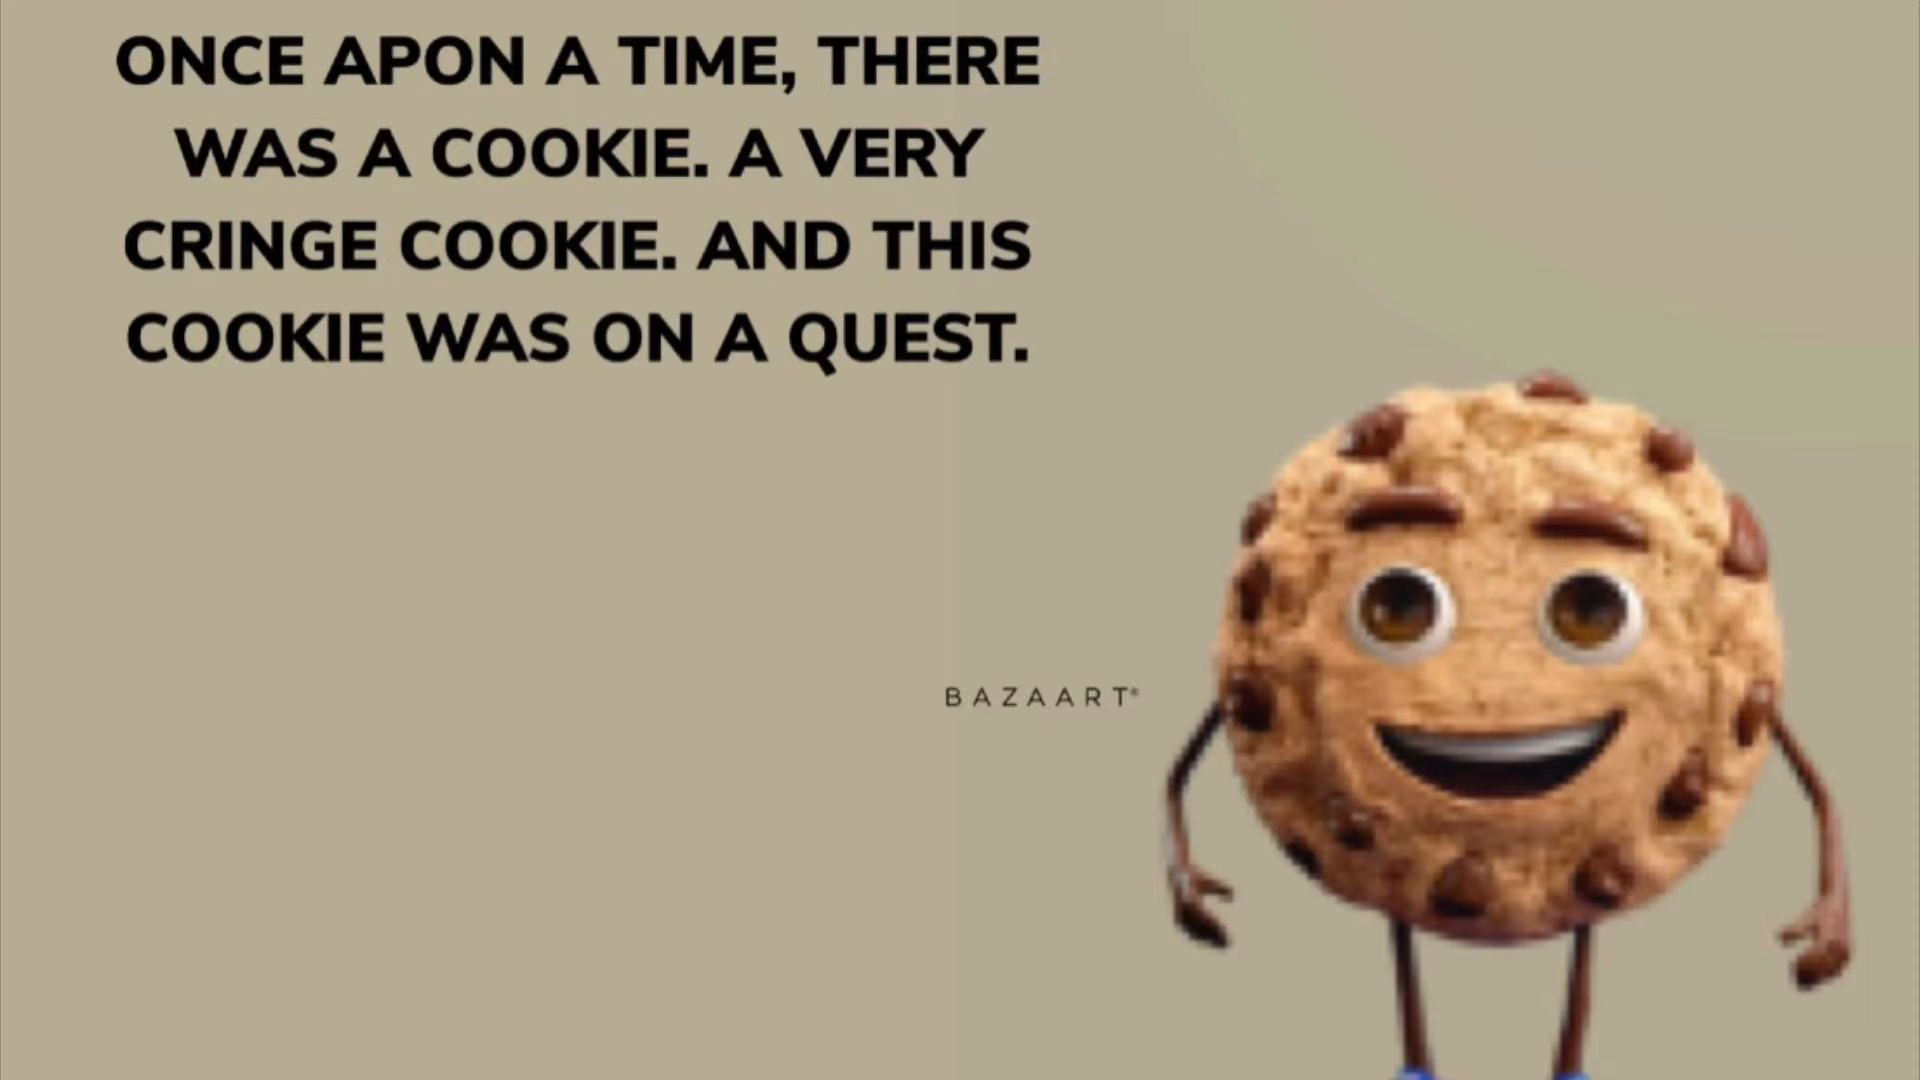 ONCE APON A TIME, THERE
WAS A COOKIE. A VERY
CRINGE COOKIE. AND THIS
COOKIE WAS ON A QUEST.
BAZAART®